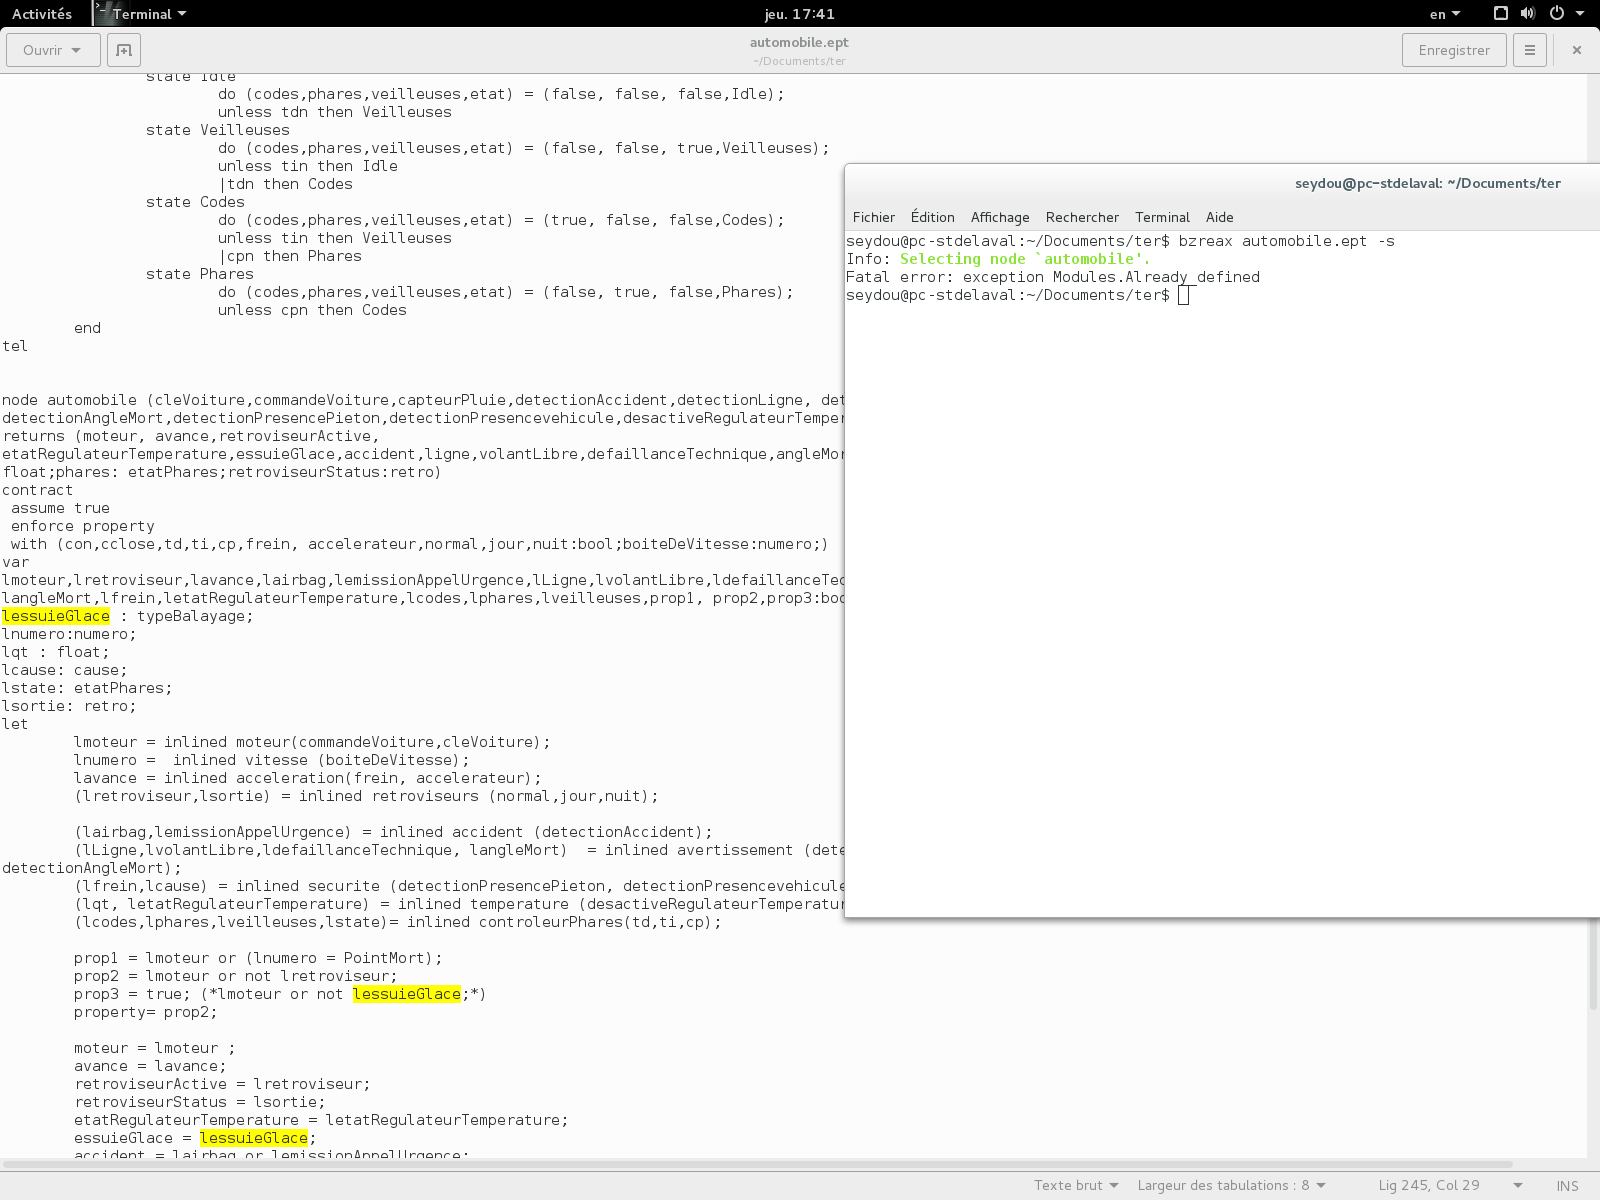 Activités Terminal jeu. 17:41 en
Ouvrir automobile.ept Enregistrer
~/Documents/ter
state Idle
do (codes,phares,veilleuses,etat) = (false, false, false,Idle);
unless tdn then Veilleuses
state Veilleuses
do (codes,phares,veilleuses,etat) = (false, false, true,Veilleuses);
unless tin then Idle
|tdn then Codes
state Codes
do (codes,phares,veilleuses,etat) = (true, false, false,Codes);
unless tin then Veilleuses
|cpn then Phares
state Phares
do (codes,phares,veilleuses,etat) = (false, true, false,Phares);
unless cpn then Codes
end
tel
node automobile (cleVoiture,commandeVoiture,capteurPluie,detectionAccident,detectionLigne, det
detectionAngleMort,detectionPresencePieton,detectionPresencevehicule,desactiveRegulateurTemper
returns (moteur, avance,retroviseurActive,
etatRegulateurTemperature,essuieGlace,accident,ligne,volantLibre,defaillanceTechnique,angleMor
float;phares: etatPhares;retroviseurStatus:retro)
contract
assume true
enforce property
with (con,cclose,td,ti,cp,frein, accelerateur,normal,jour,nuit:bool;boiteDeVitesse:numero;)
var
lmoteur,lretroviseur,lavance,lairbag,lemissionAppelUrgence,lLigne,lvolantLibre,ldefaillanceTec
langleMort,lfrein,letatRegulateurTemperature,lcodes,lphares,lveilleuses,prop1, prop2,prop3:boo
lessuieGlace : typeBalayage;
lnumero:numero;
lqt : float;
lcause: cause;
lstate: etatPhares;
lsortie: retro;
let
lmoteur = inlined moteur(commandeVoiture,cleVoiture);
lnumero =  inlined vitesse (boiteDeVitesse);
lavance = inlined acceleration(frein, accelerateur);
(lretroviseur,lsortie) = inlined retroviseurs (normal,jour,nuit);
(lairbag,lemissionAppelUrgence) = inlined accident (detectionAccident);
(lLigne,lvolantLibre,ldefaillanceTechnique, langleMort)  = inlined avertissement (dete
detectionAngleMort);
(lfrein,lcause) = inlined securite (detectionPresencePieton, detectionPresencevehicule
(lqt, letatRegulateurTemperature) = inlined temperature (desactiveRegulateurTemperatur
(lcodes,lphares,lveilleuses,lstate)= inlined controleurPhares(td,ti,cp);
prop1 = lmoteur or (lnumero = PointMort);
prop2 = lmoteur or not lretroviseur;
prop3 = true; (*lmoteur or not lessuieGlace;*)
property= prop2;
moteur = lmoteur ;
avance = lavance;
retroviseurActive = lretroviseur;
retroviseurStatus = lsortie;
etatRegulateurTemperature = letatRegulateurTemperature;
essuieGlace = lessuieGlace;
accident = lairbag or lemissionAppelUrgence;
seydou@pc-stdelaval: ~/Documents/ter
Fichier Édition Affichage Rechercher Terminal Aide
seydou@pc-stdelaval:~/Documents/ter$ bzreax automobile.ept -s
Info: Selecting node `automobile'.
Fatal error: exception Modules.Already_defined
seydou@pc-stdelaval:~/Documents/ter$
Texte brut Largeur des tabulations : 8 Lig 245, Col 29 INS